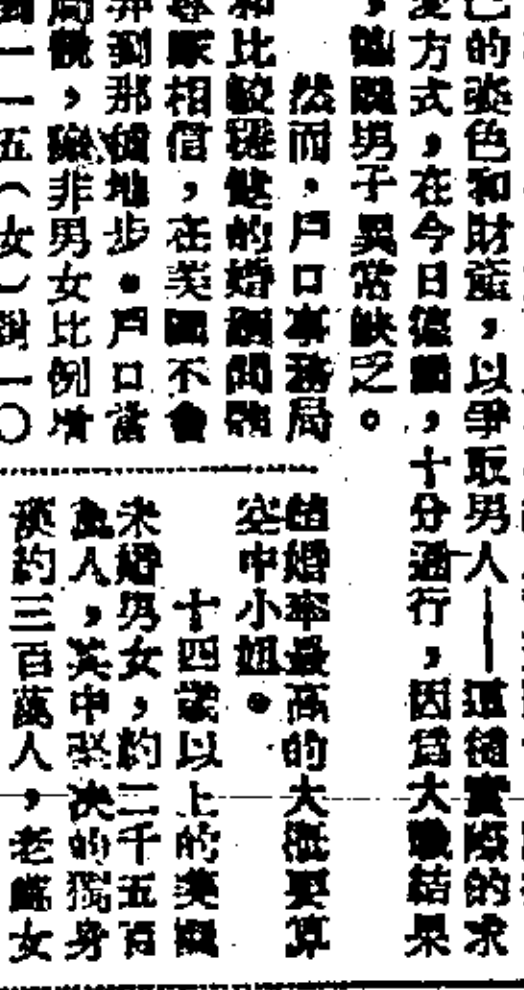 己的姿色和財產，以爭取男人——這種實際的求
愛方式，在今日德國，十分通行，因爲大戰結果
，德國男子異常缺乏。
然而，戶口事務局
和比較穩健的婚姻問題
專家相信，在美國不會
弄到那個地步。戶口當
局說，除非男女比例增
到一一五（女）對一〇
結婚率最高的大概要算
空中小姐。
十四歲以上的美國
未婚男女，約二千五百
萬人，其中堅決的獨身
漢約三百萬人，老處女